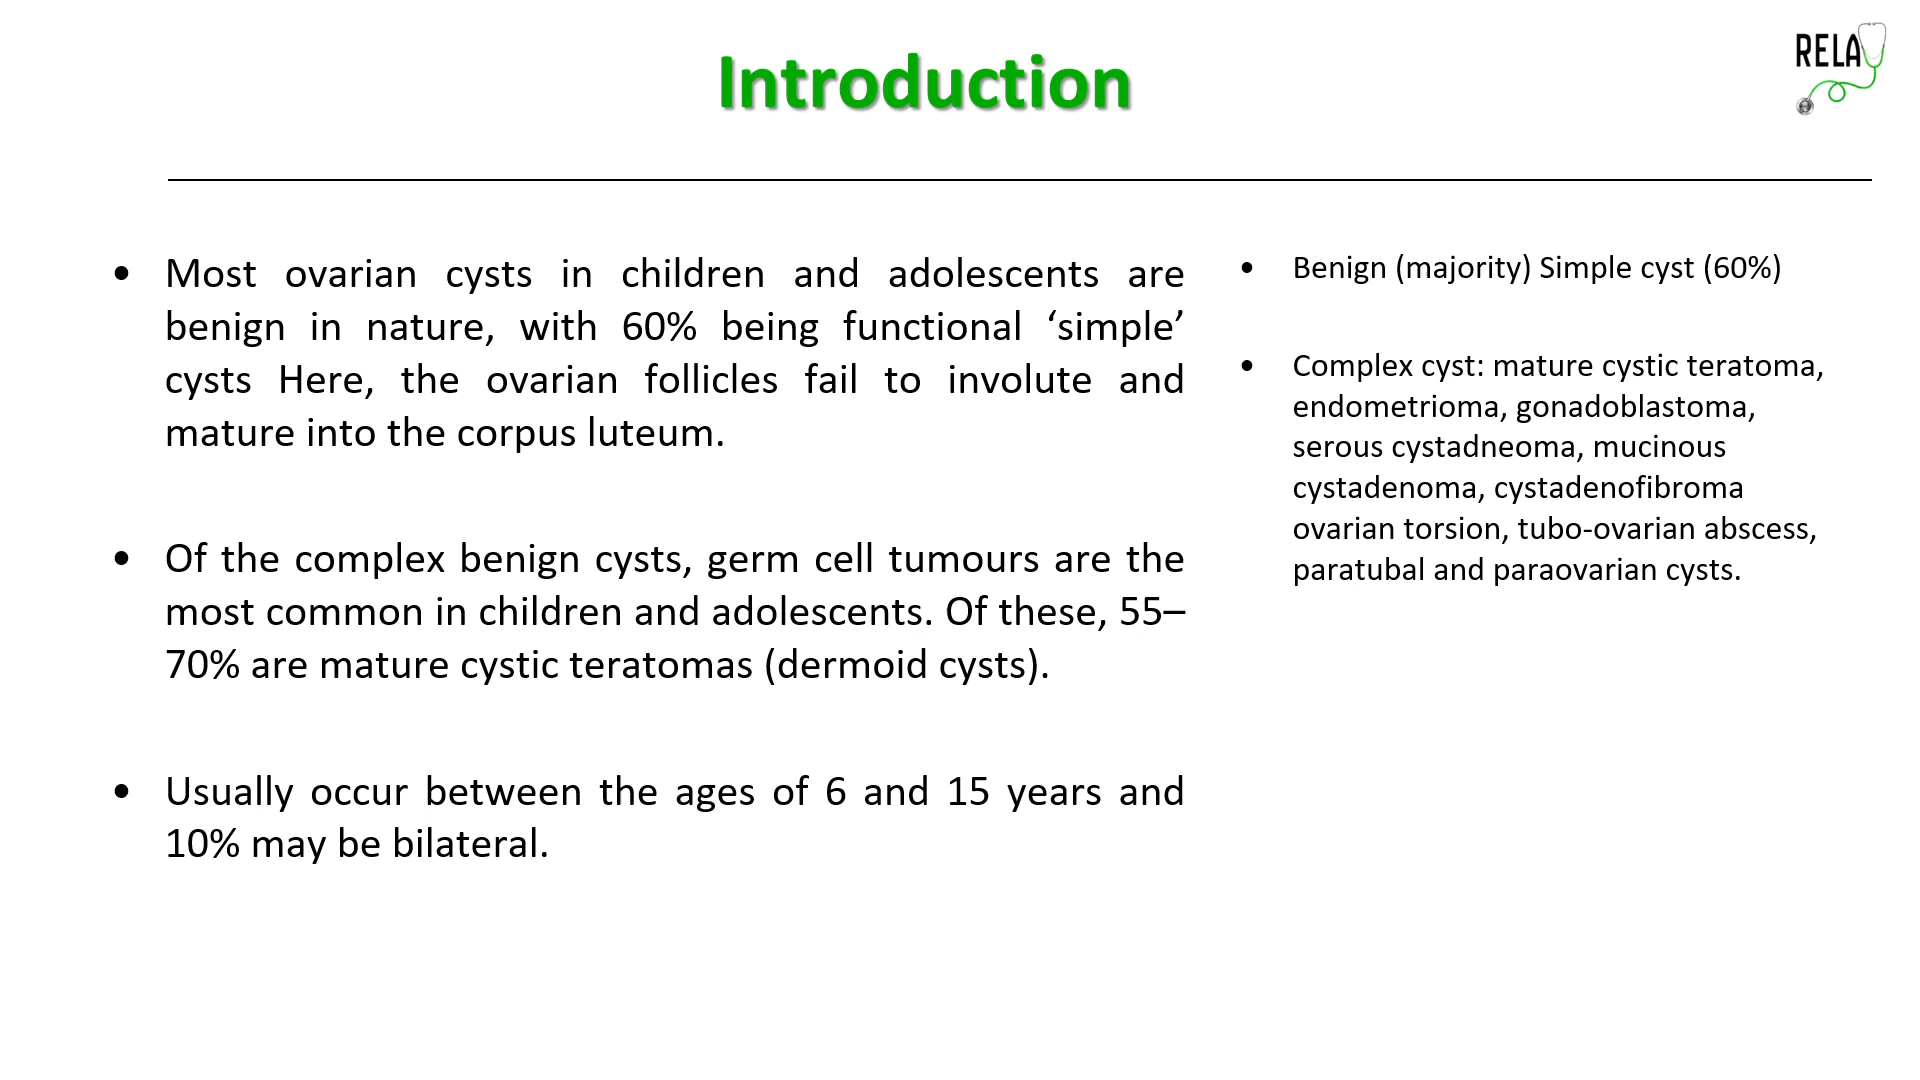 Introduction
RELAY
• Most ovarian cysts in children and adolescents are
benign in nature, with 60% being functional ‘simple’
cysts Here, the ovarian follicles fail to involute and
mature into the corpus luteum.
• Of the complex benign cysts, germ cell tumours are the
most common in children and adolescents. Of these, 55–
70% are mature cystic teratomas (dermoid cysts).
• Usually occur between the ages of 6 and 15 years and
10% may be bilateral.
• Benign (majority) Simple cyst (60%)
• Complex cyst: mature cystic teratoma,
endometrioma, gonadoblastoma,
serous cystadneoma, mucinous
cystadenoma, cystadenofibroma
ovarian torsion, tubo-ovarian abscess,
paratubal and paraovarian cysts.